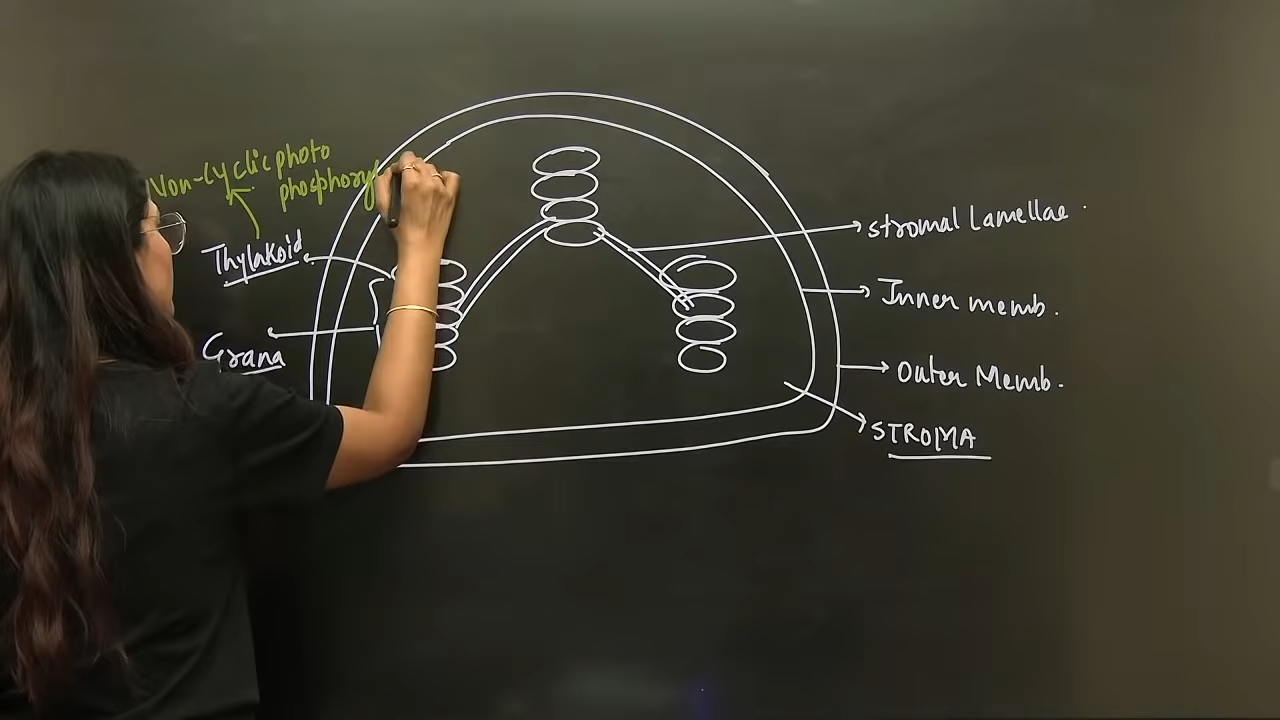 Non-Cyclic photo
phosphory
Thylakoid
Grana
stromal Lamellae.
Inner memb.
Outer Memb.
STROMA